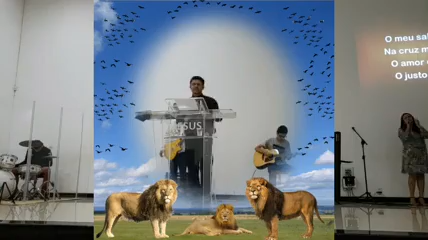 JESUS
O meu sal
Na cruz m
O amor d
O justo